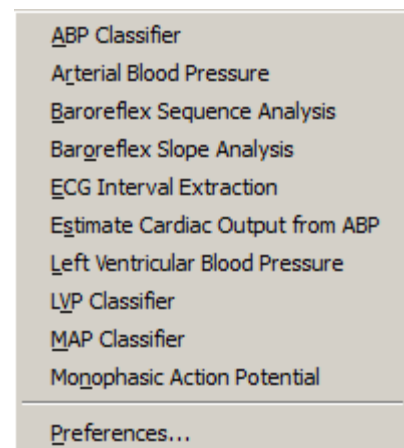 ABP Classifier
Arterial Blood Pressure
Baroreflex Sequence Analysis
Baroreflex Slope Analysis
ECG Interval Extraction
Estimate Cardiac Output from ABP
Left Ventricular Blood Pressure
LVP Classifier
MAP Classifier
Monophasic Action Potential
Preferences...